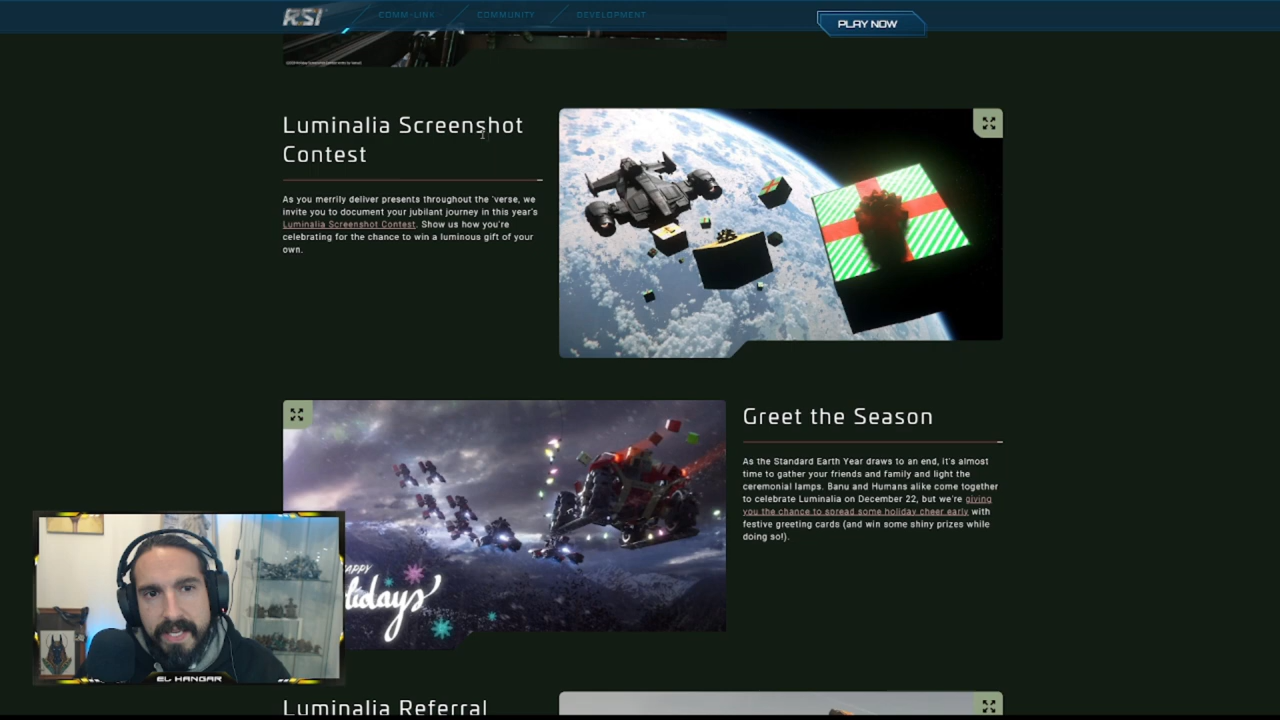 RSI
COMM-LINK
COMMUNITY
DEVELOPMENT
PLAY NOW
Luminalia Screenshot
Contest
As you merrily deliver presents throughout the 'verse, we
invite you to document your jubilant journey in this year's
Luminalia Screenshot Contest. Show us how you're
celebrating for the chance to win a luminous gift of your
own.
Greet the Season
As the Standard Earth Year draws to an end, it's almost
time to gather your friends and family and light the
ceremonial lamps. Banu and Humans alike come together
to celebrate Luminalia on December 22, but we're giving
you the chance to spread some holiday cheer early with
festive greeting cards (and win some shiny prizes while
doing so!).
APPY
lidays
EL HANGAR
Luminalia Referral